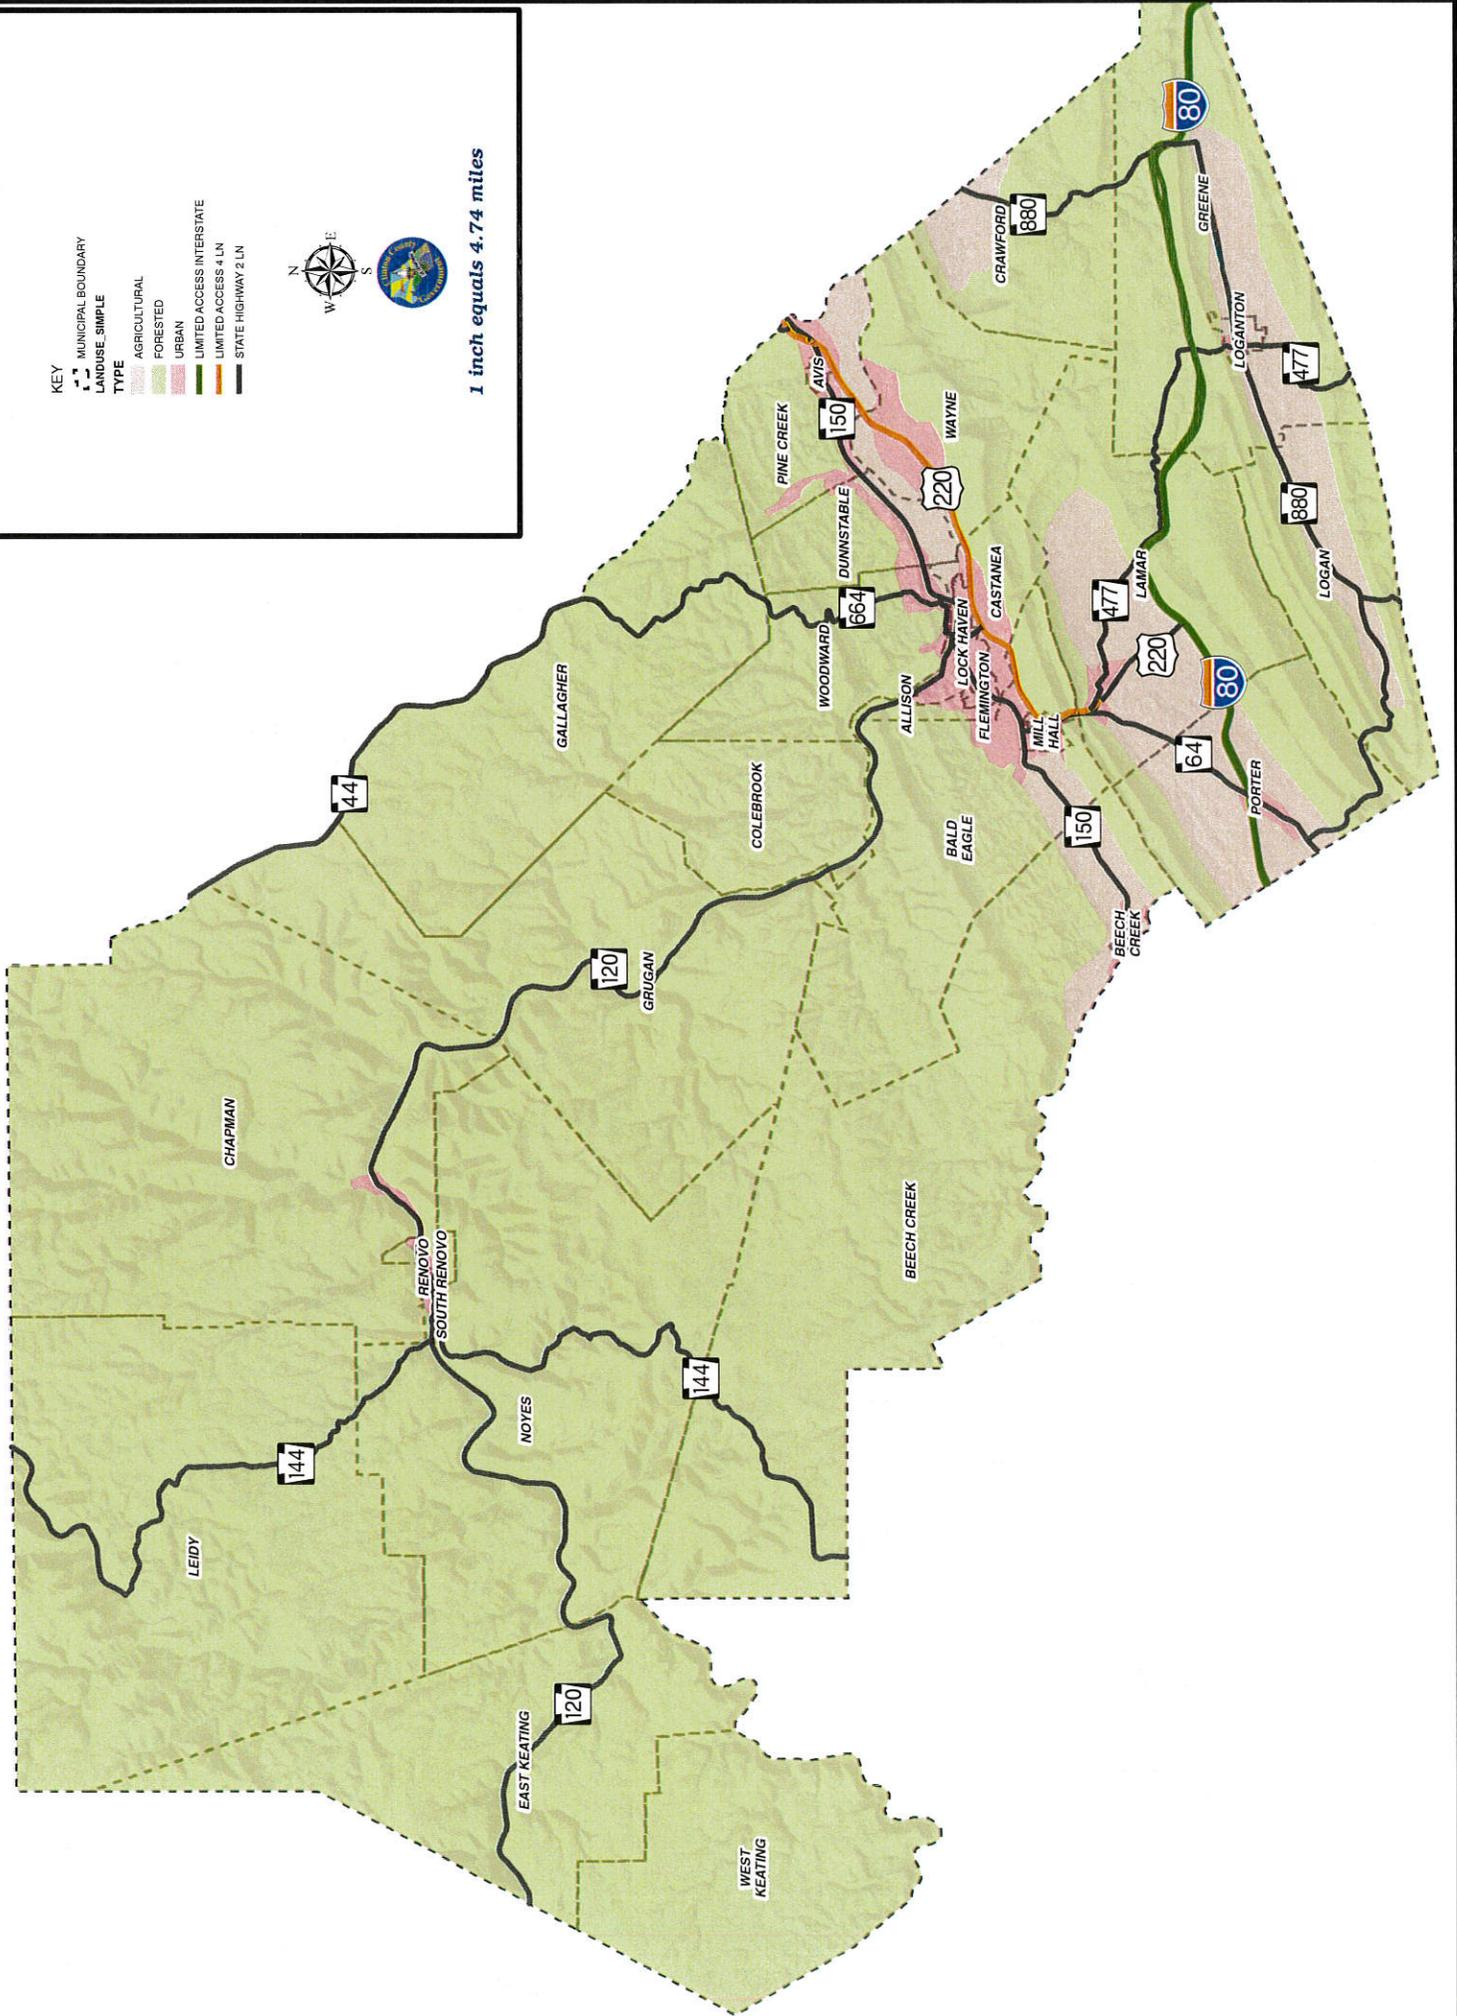 KEY
MUNICIPAL BOUNDARY
LANDUSE_SIMPLE
TYPE
AGRICULTURAL
FORESTED
URBAN
LIMITED ACCESS INTERSTATE
LIMITED ACCESS 4 LN
STATE HIGHWAY 2 LN
N
W
E
S
Clinton County
Government
1 inch equals 4.74 miles
LEIDY
144
CHAPMAN
44
EAST KEATING
120
NOYES
RENOVO
SOUTH RENOVO
GALLAGHER
120
GRUGAN
WEST
KEATING
144
COLEBROOK
WOODWARD
664
DUNNSTABLE
PINE CREEK
AVIS
150
BEECH CREEK
BALD
EAGLE
ALLISON
LOCK HAVEN
FLEMINGTON
CASTANEA
220
WAYNE
CRAWFORD
880
MILL
HALL
BEECH
CREEK
150
477
LAMAR
220
64
80
PORTER
80
GREENE
LOGANTON
477
880
LOGAN